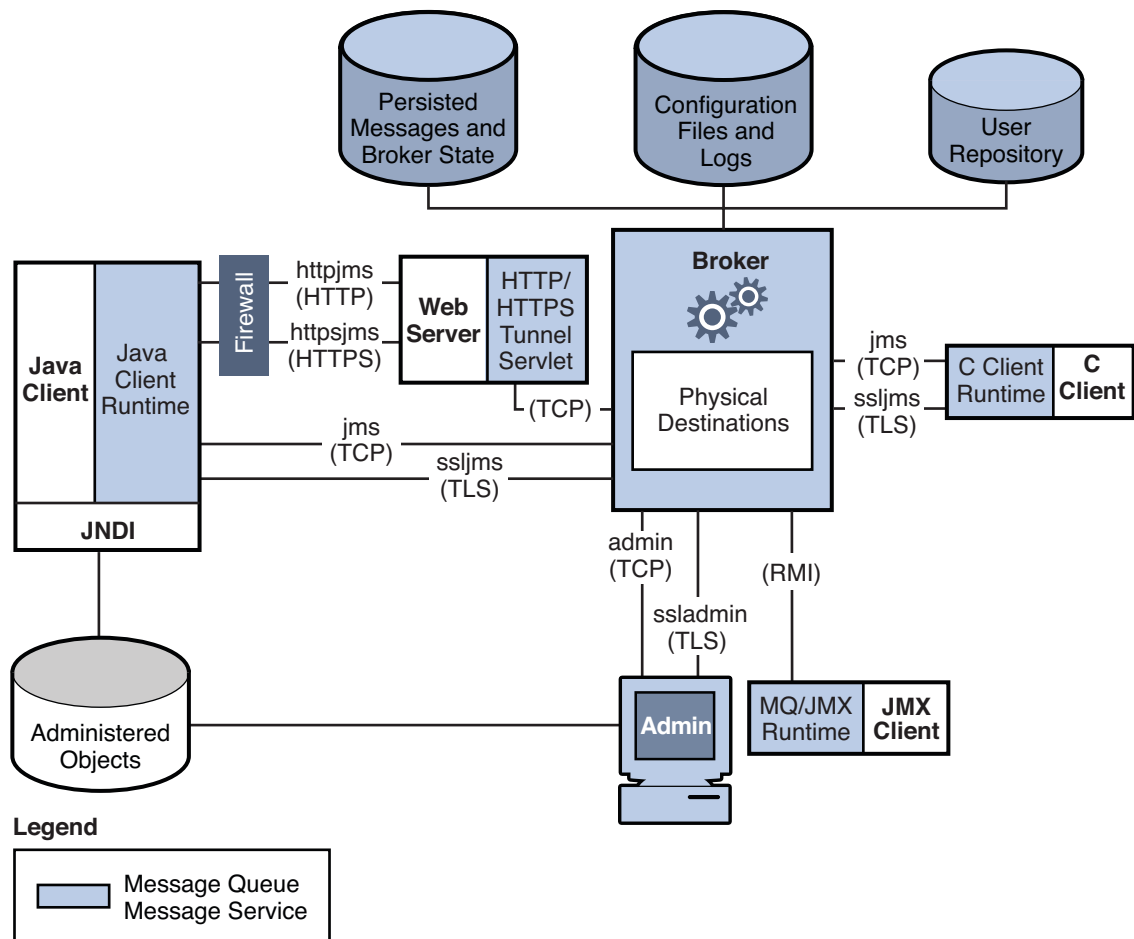 Persisted
Messages and
Broker State
Configuration
Files and
Logs
User
Repository
Java
Client
Java
Client
Runtime
JNDI
Firewall
httpjms
(HTTP)
httpsjms
(HTTPS)
Web
Server
HTTP/
HTTPS
Tunnel
Servlet
(TCP)
jms
(TCP)
ssljms
(TLS)
Broker
Physical
Destinations
jms
(TCP)
ssljms
(TLS)
C Client
Runtime
C
Client
admin
(TCP)
ssladmin
(TLS)
(RMI)
Administered
Objects
Admin
MQ/JMX
Runtime
JMX
Client
Legend
Message Queue
Message Service